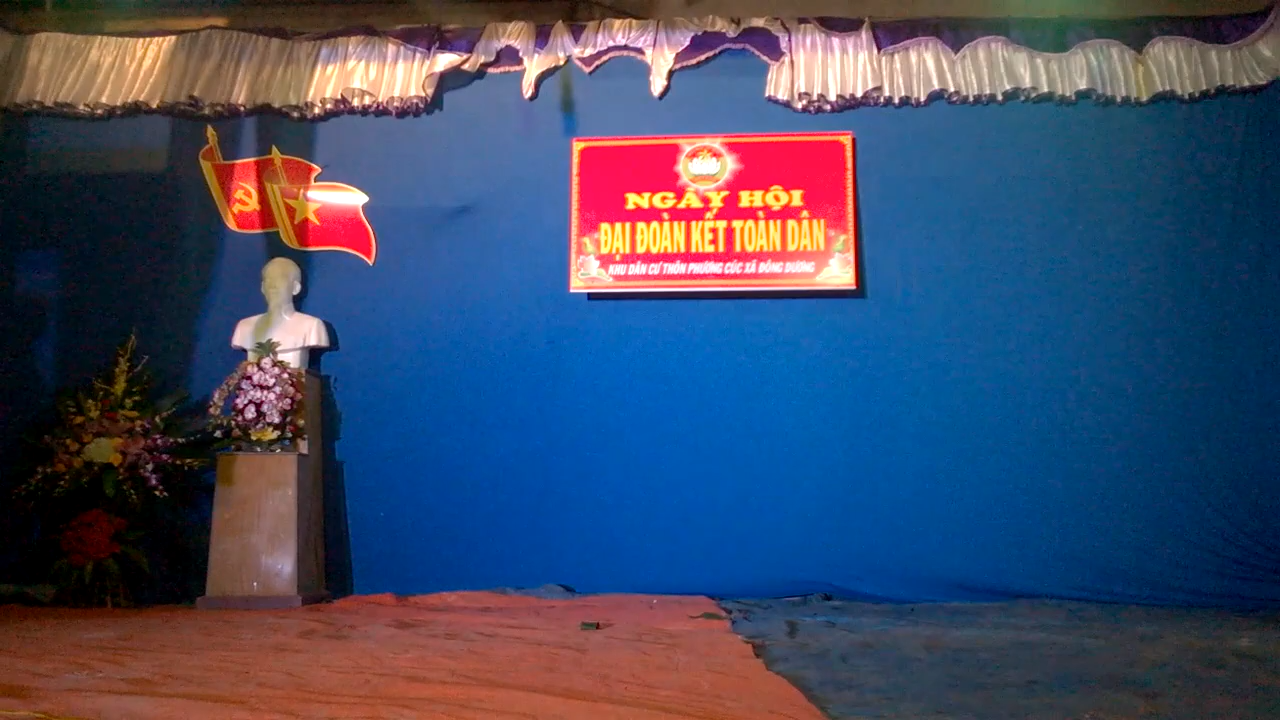 NGÀY HỘI
ĐẠI ĐOÀN KẾT TOÀN DÂN
KHU DÂN CƯ THÔN PHƯƠNG CÚC XÃ ĐÔNG DƯƠNG